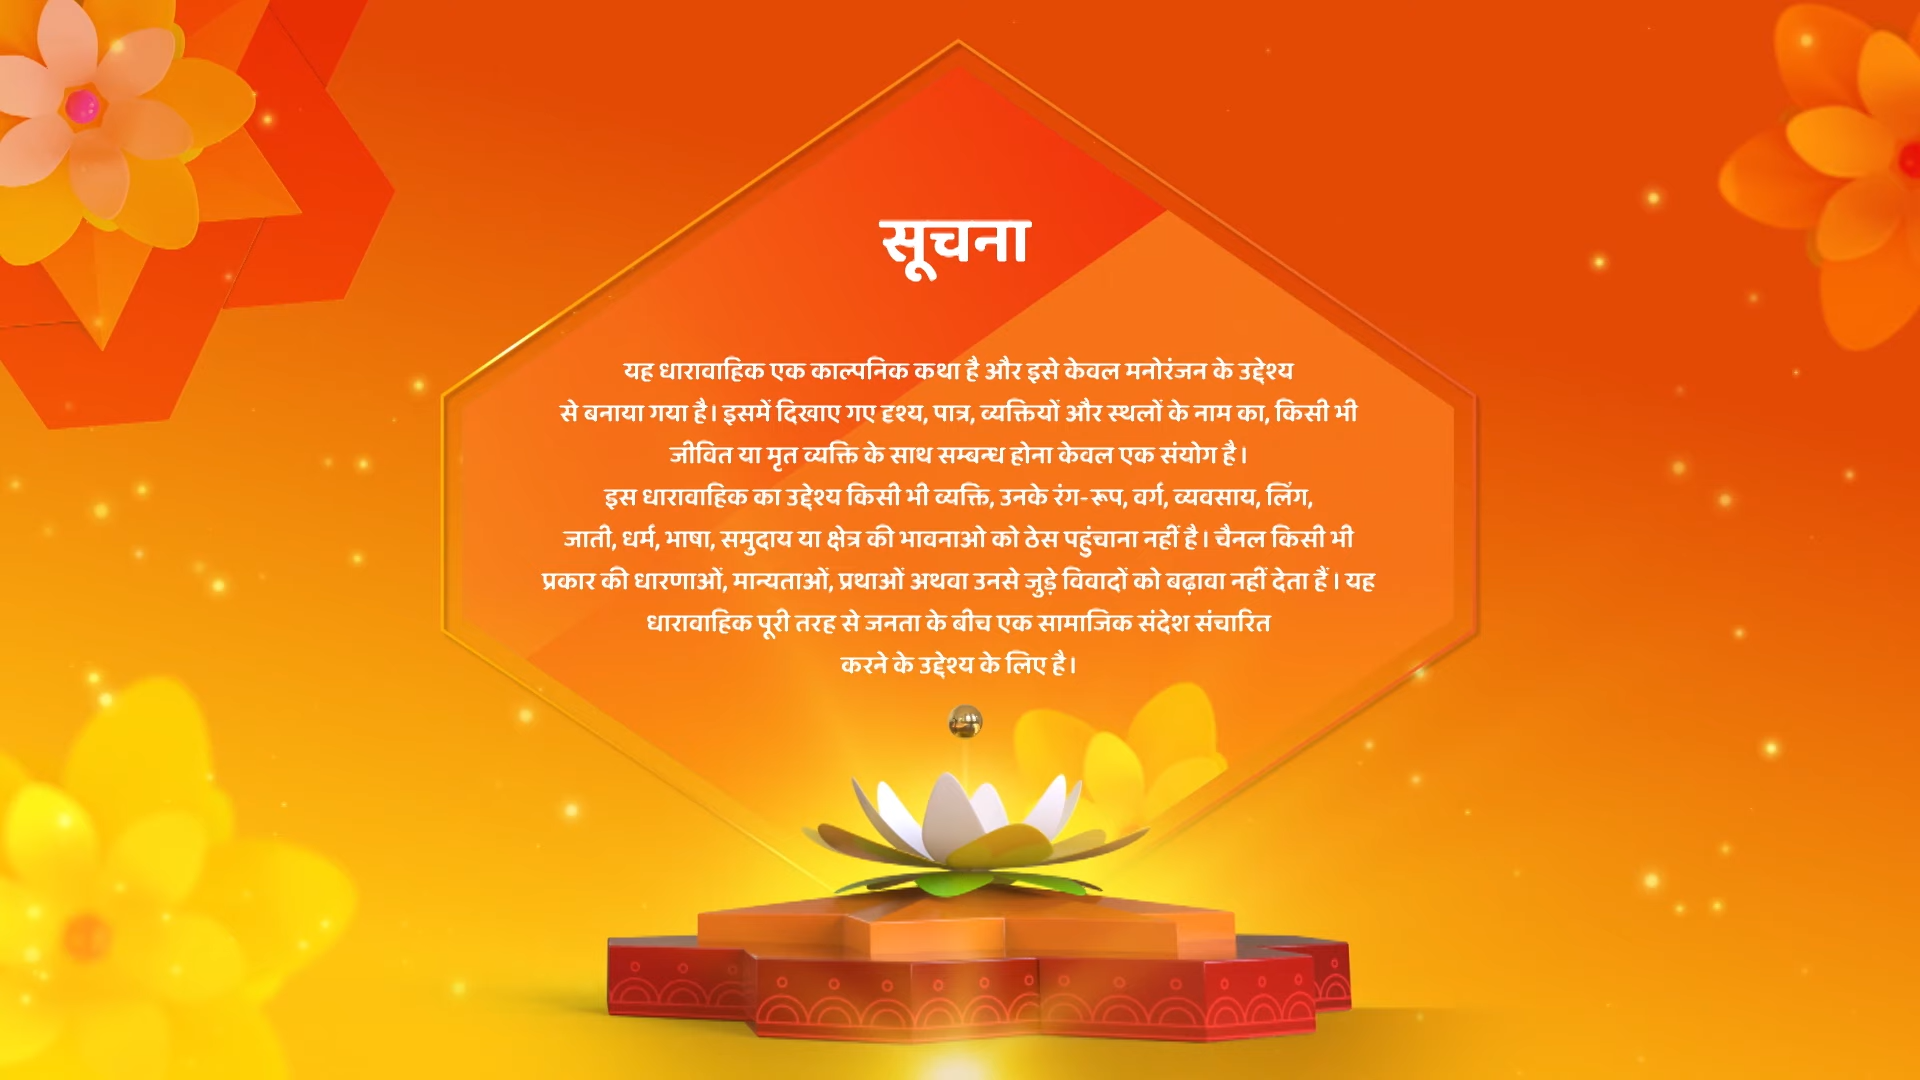 सूचना
यह धारावाहिक एक काल्पनिक कथा है और इसे केवल मनोरंजन के उद्देश्य
से बनाया गया है। इसमें दिखाए गए दृश्य, पात्र, व्यक्तियों और स्थलों के नाम का, किसी भी
जीवित या मृत व्यक्ति के साथ सम्बन्ध होना केवल एक संयोग है।
इस धारावाहिक का उद्देश्य किसी भी व्यक्ति, उनके रंग-रूप, वर्ग, व्यवसाय, लिंग,
जाती, धर्म, भाषा, समुदाय या क्षेत्र की भावनाओ को ठेस पहुंचाना नहीं है। चैनल किसी भी
प्रकार की धारणाओं, मान्यताओं, प्रथाओं अथवा उनसे जुड़े विवादों को बढ़ावा नहीं देता हैं। यह
धारावाहिक पूरी तरह से जनता के बीच एक सामाजिक संदेश संचारित
करने के उद्देश्य के लिए है।